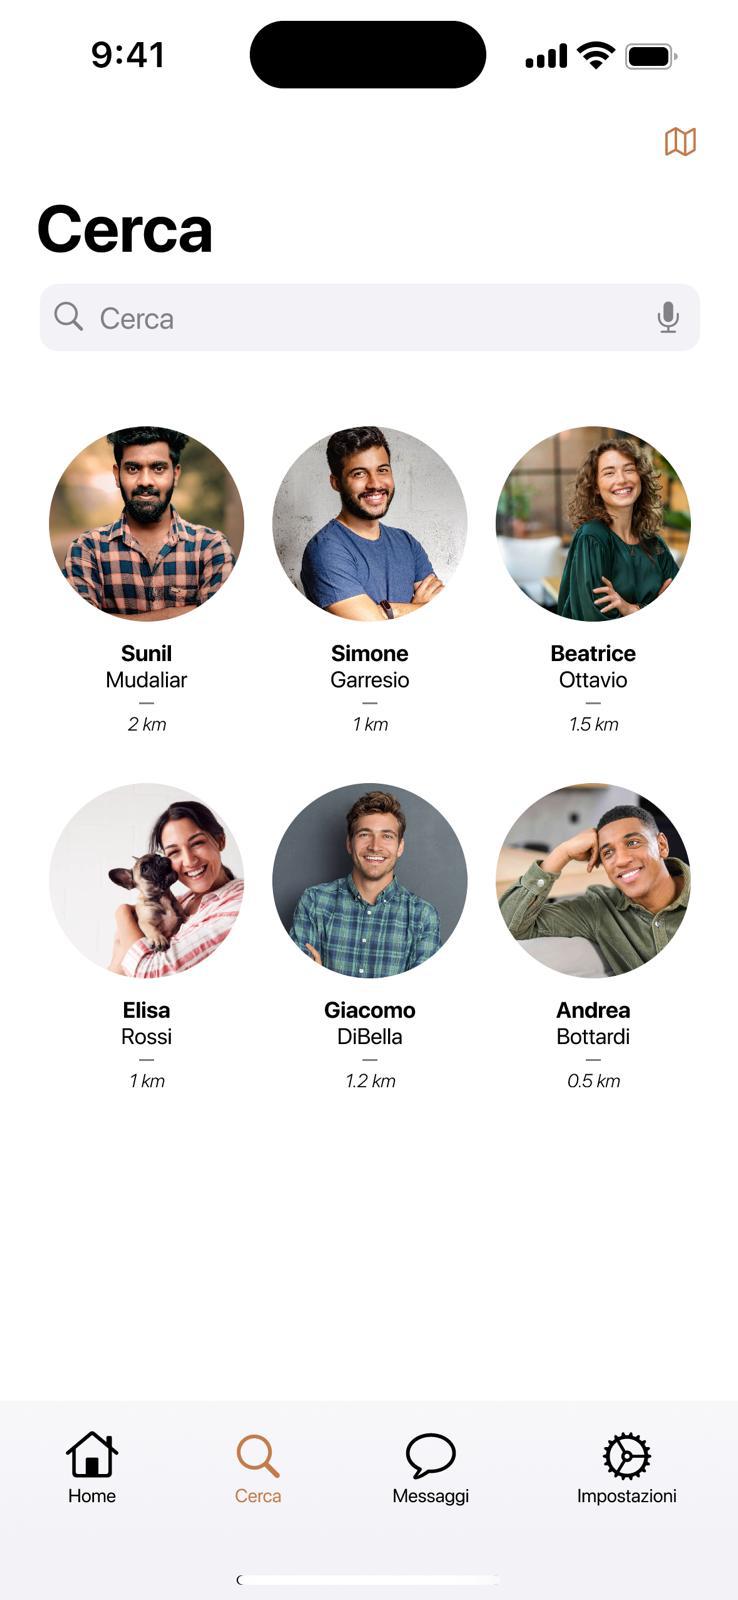 9:41
Cerca
Cerca
Sunil
Mudaliar
2 km
Simone
Garresio
1 km
Beatrice
Ottavio
1.5 km
Elisa
Rossi
1 km
Giacomo
DiBella
1.2 km
Andrea
Bottardi
0.5 km
Home
Cerca
Messaggi
Impostazioni